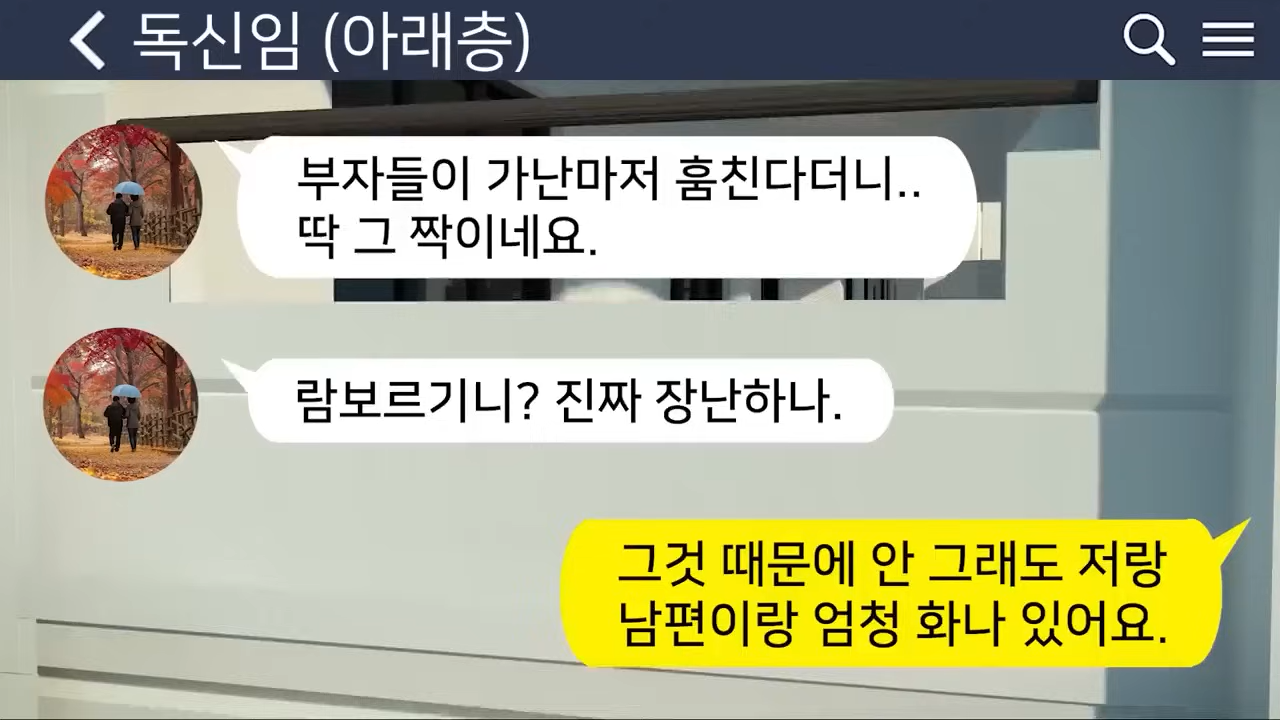 독신임 (아래층)
부자들이 가난마저 훔친다더니..
딱 그 짝이네요.
람보르기니? 진짜 장난하나.
그것 때문에 안 그래도 저랑
남편이랑 엄청 화나 있어요.